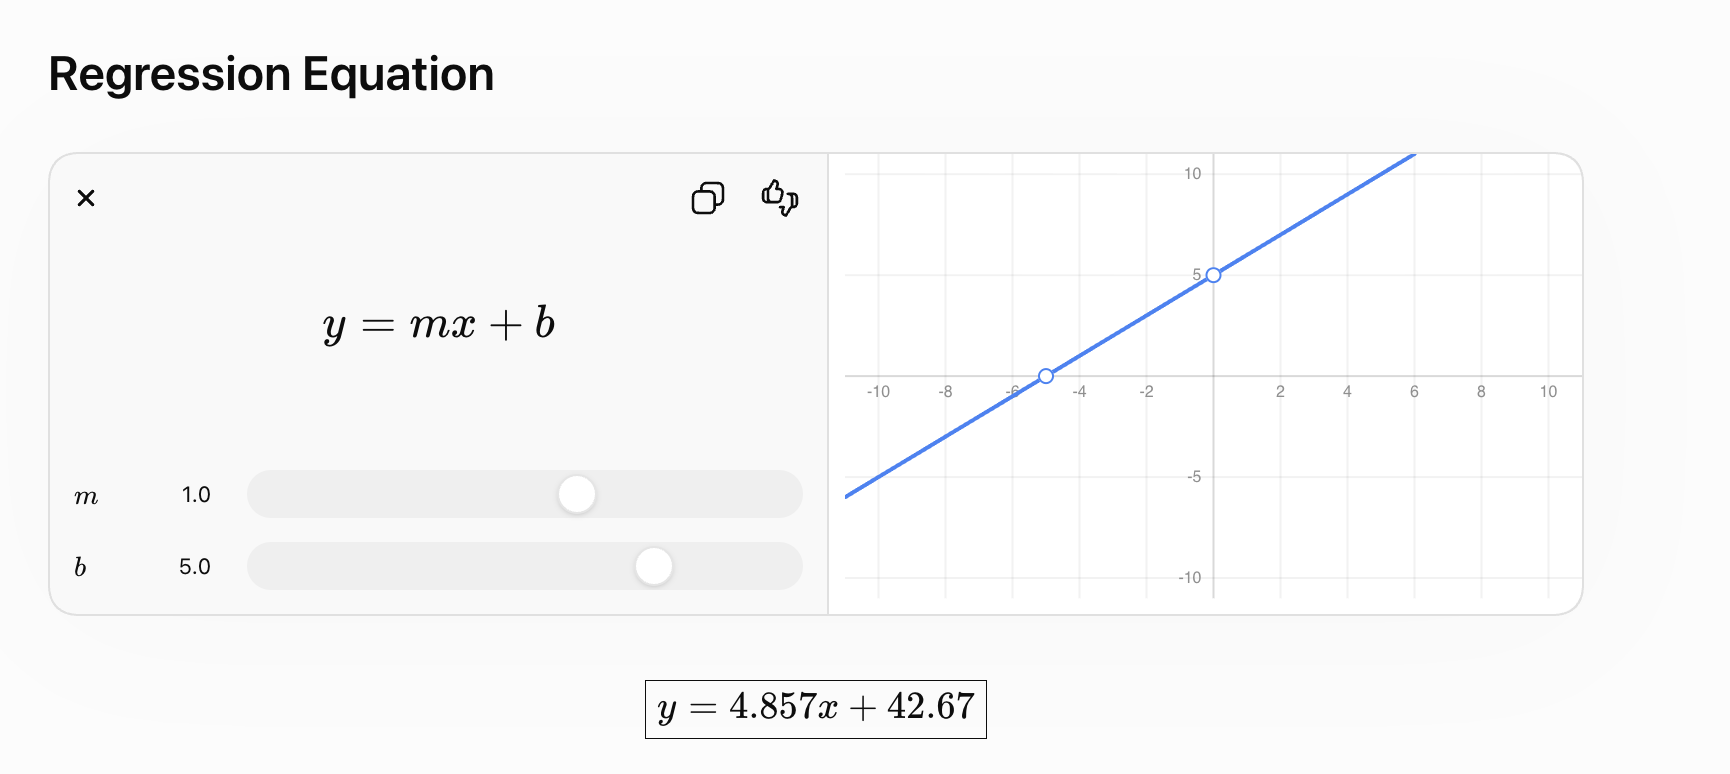 Regression Equation
y = mx + b
m 1.0
b 5.0
10
5
-10 -8 -6 -4 -2 2 4 6 8 10
-5
-10
y = 4.857x + 42.67